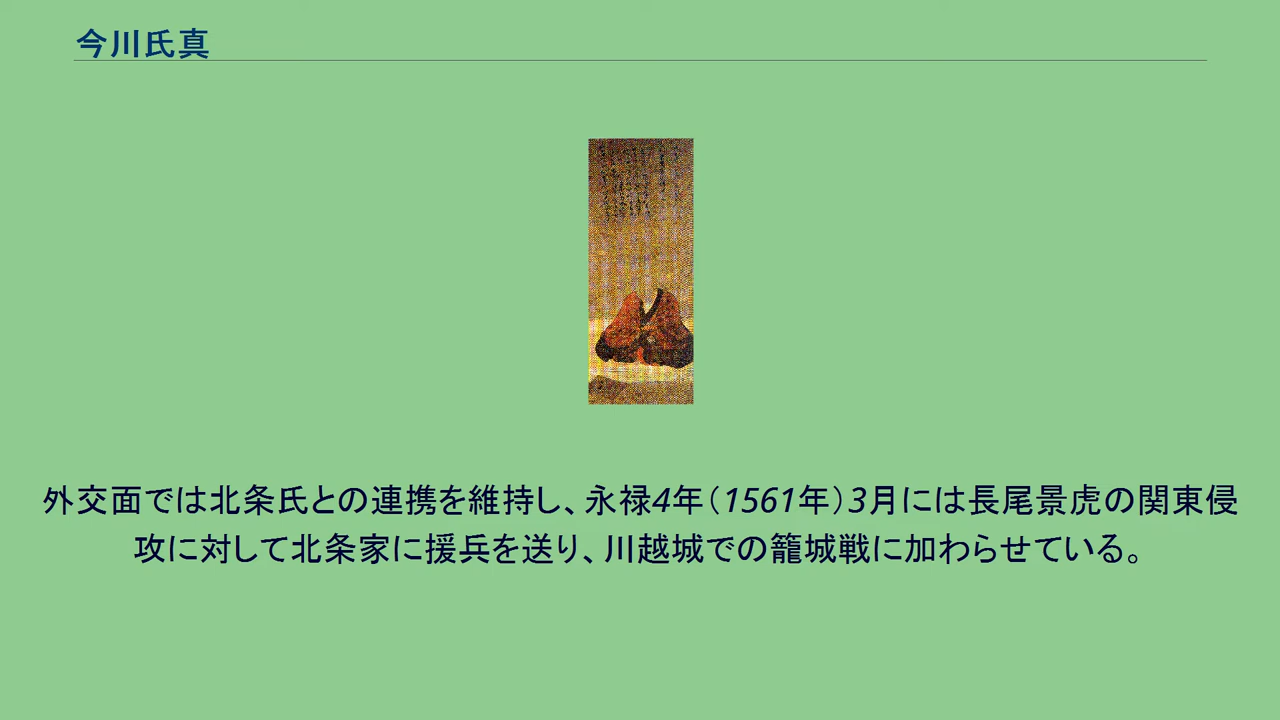 今川氏真
外交面では北条氏との連携を維持し、永禄4年（1561年）3月には長尾景虎の関東侵
攻に対して北条家に援兵を送り、川越城での籠城戦に加わらせている。